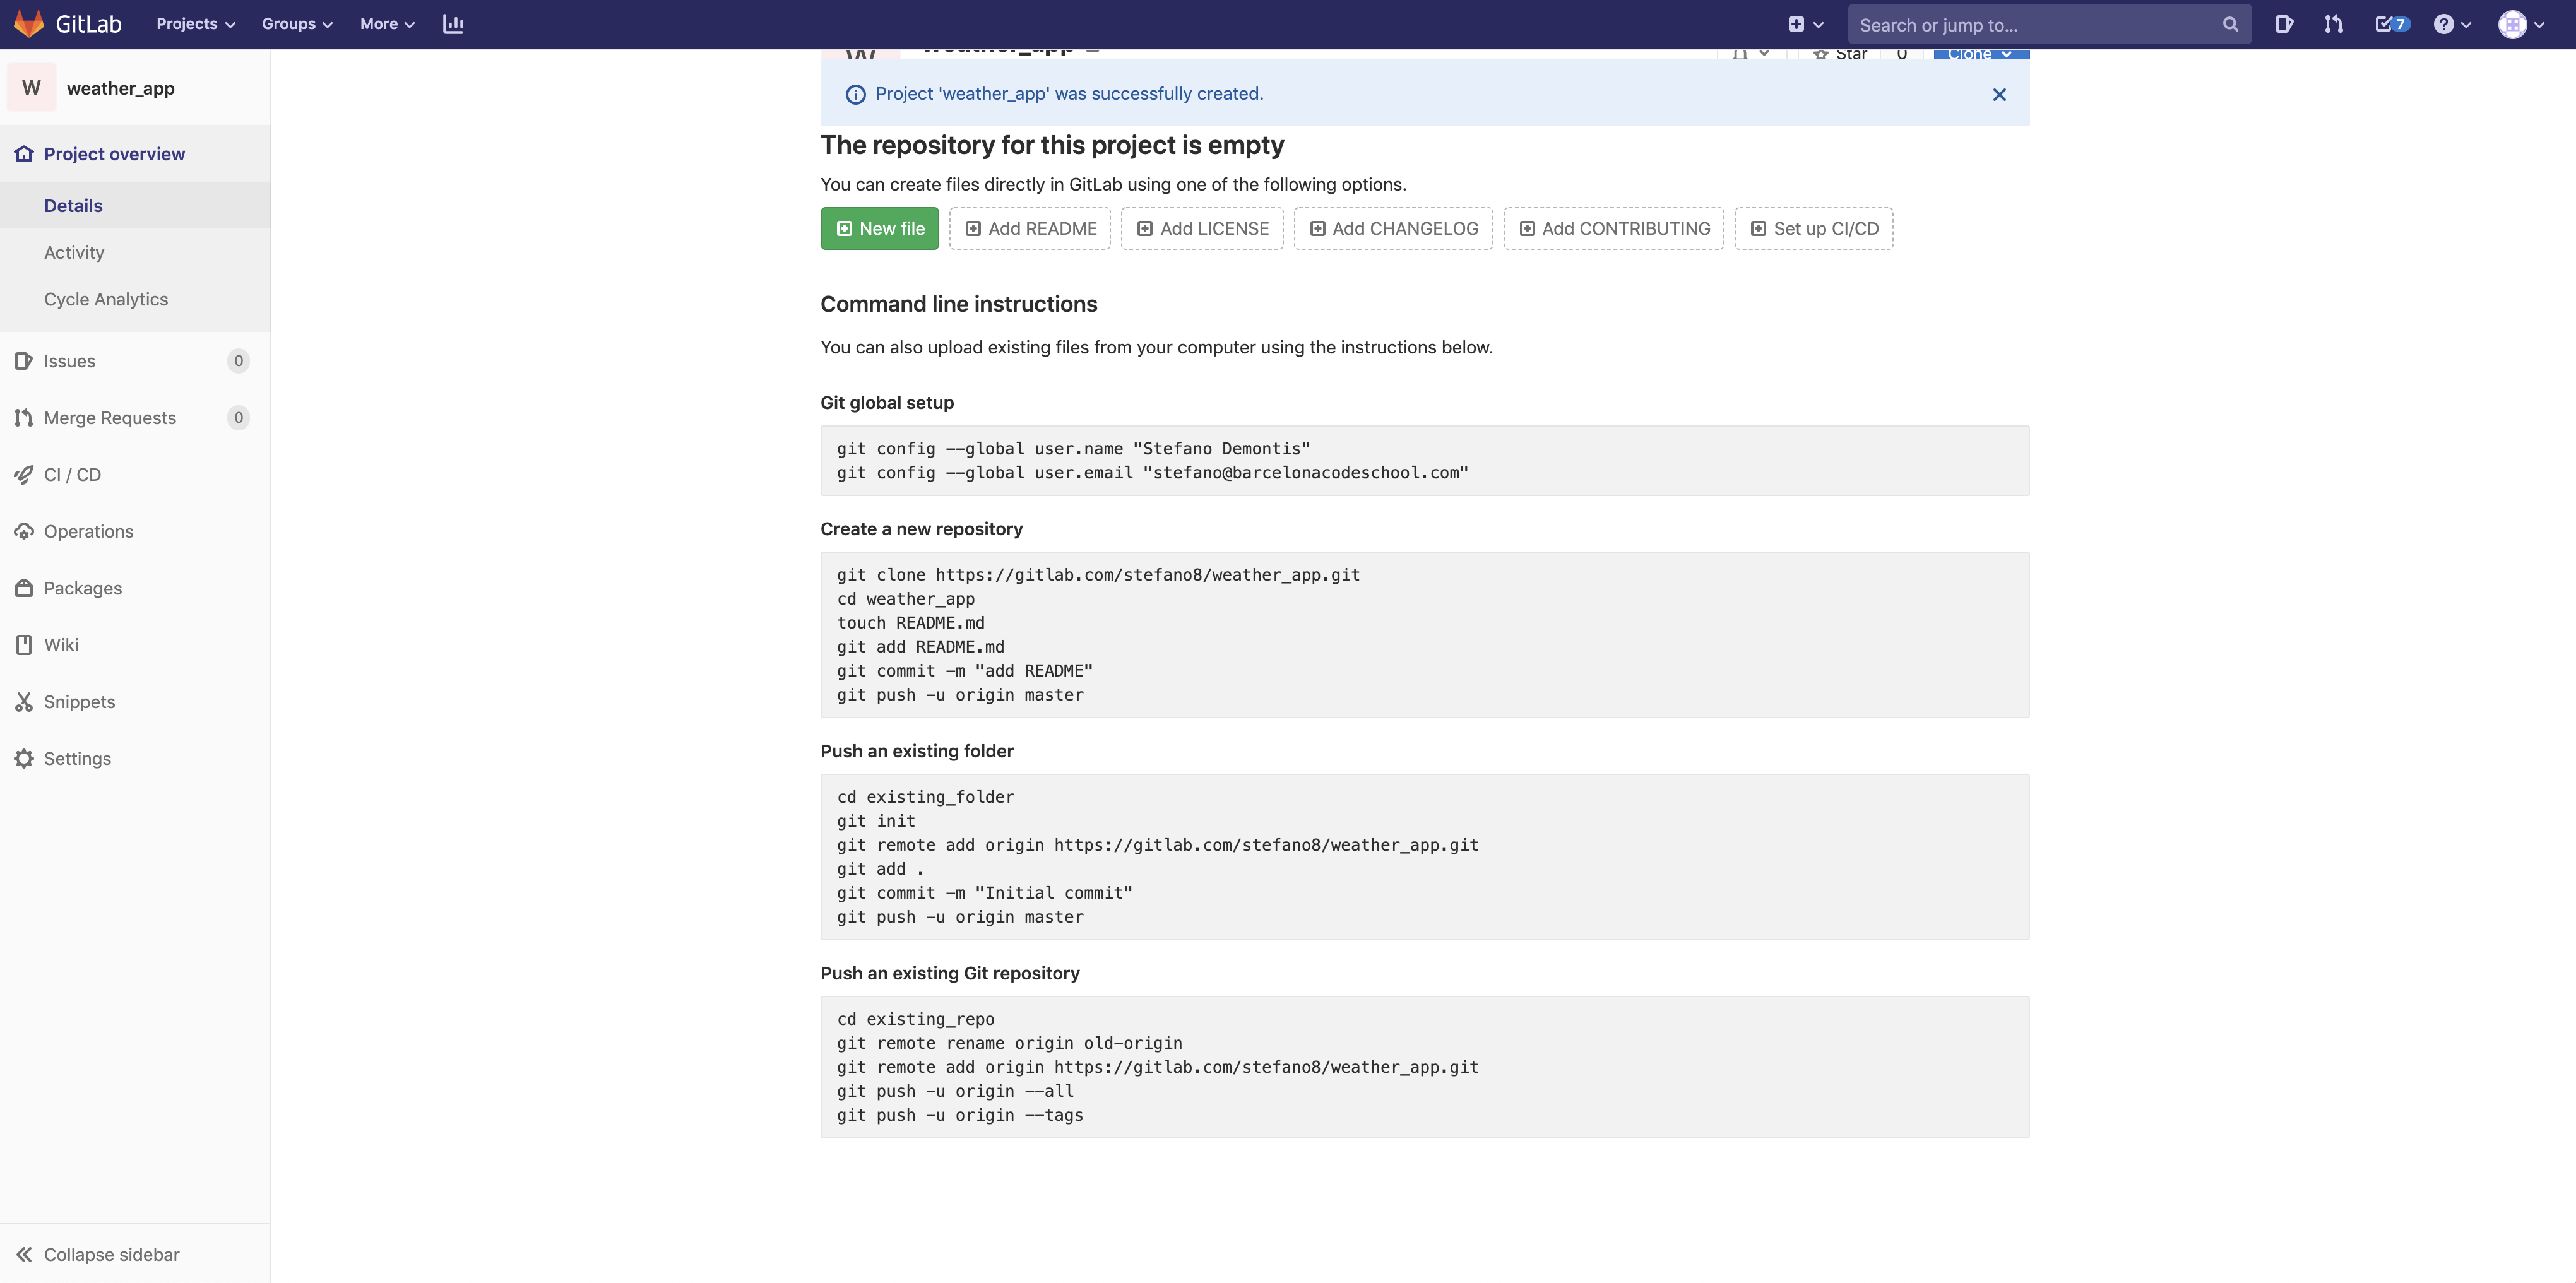 GitLab
Projects
Groups
More
Search or jump to...
7
W
weather_app
Project overview
Details
Activity
Cycle Analytics
Issues
0
Merge Requests
0
CI / CD
Operations
Packages
Wiki
Snippets
Settings
Collapse sidebar
W
weather_app
Star
0
Clone
Project 'weather_app' was successfully created.
The repository for this project is empty
You can create files directly in GitLab using one of the following options.
New file
Add README
Add LICENSE
Add CHANGELOG
Add CONTRIBUTING
Set up CI/CD
Command line instructions
You can also upload existing files from your computer using the instructions below.
Git global setup
git config --global user.name "Stefano Demontis"
git config --global user.email "stefano@barcelonacodeschool.com"
Create a new repository
git clone https://gitlab.com/stefano8/weather_app.git
cd weather_app
touch README.md
git add README.md
git commit -m "add README"
git push -u origin master
Push an existing folder
cd existing_folder
git init
git remote add origin https://gitlab.com/stefano8/weather_app.git
git add .
git commit -m "Initial commit"
git push -u origin master
Push an existing Git repository
cd existing_repo
git remote rename origin old-origin
git remote add origin https://gitlab.com/stefano8/weather_app.git
git push -u origin --all
git push -u origin --tags